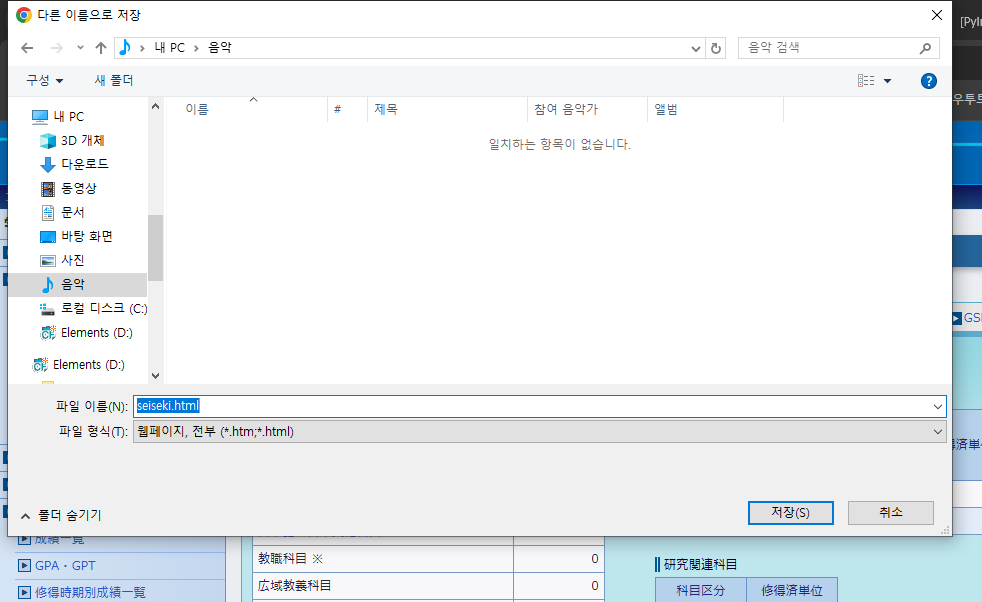 다른 이름으로 저장
[PyI
내 PC › 음악
음악 검색
구성
새 폴더
?
우투
이름
#
제목
참여 음악가
앨범
일치하는 항목이 없습니다.
내 PC
3D 개체
다운로드
동영상
문서
바탕 화면
사진
음악
로컬 디스크 (C:)
Elements (D:)
Elements (D:)
GS
파일 이름(N):
seiseki.html
파일 형식(T):
웹페이지, 전부 (*.htm;*.html)
済単
폴더 숨기기
저장(S)
취소
成績一覧
GPA・GPT
修得時期別成績一覧
教職科目 ※
0
広域教養科目
0
研究関連科目
科目区分
修得済単位